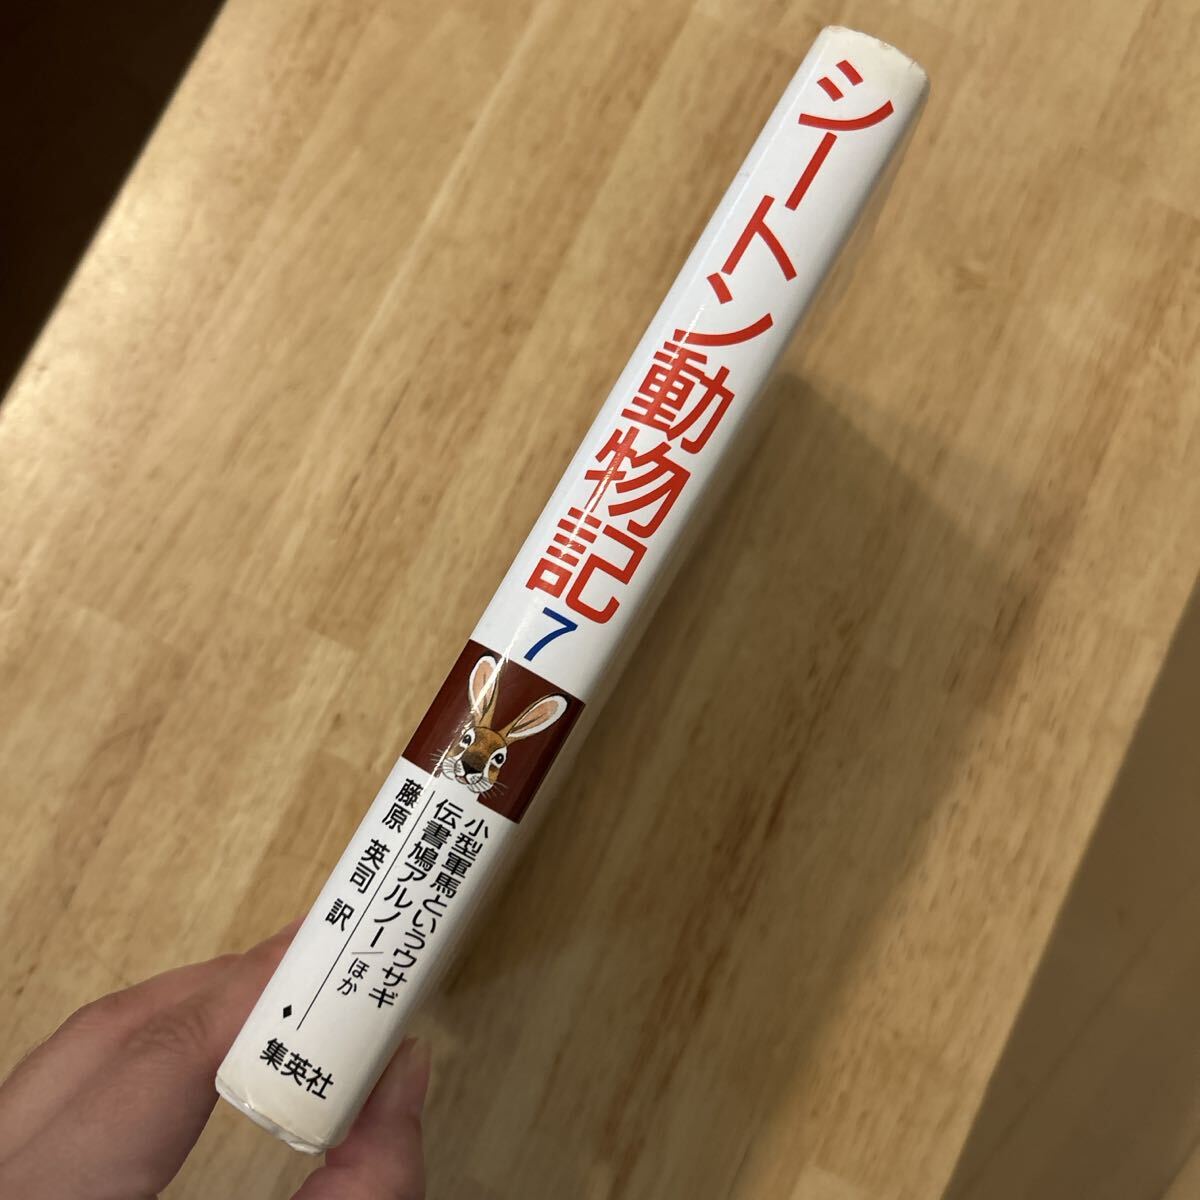 シートン動物記
7
小型軍馬というウサギ
伝書鳩アルノー/ほか
藤原 英司 訳
集英社